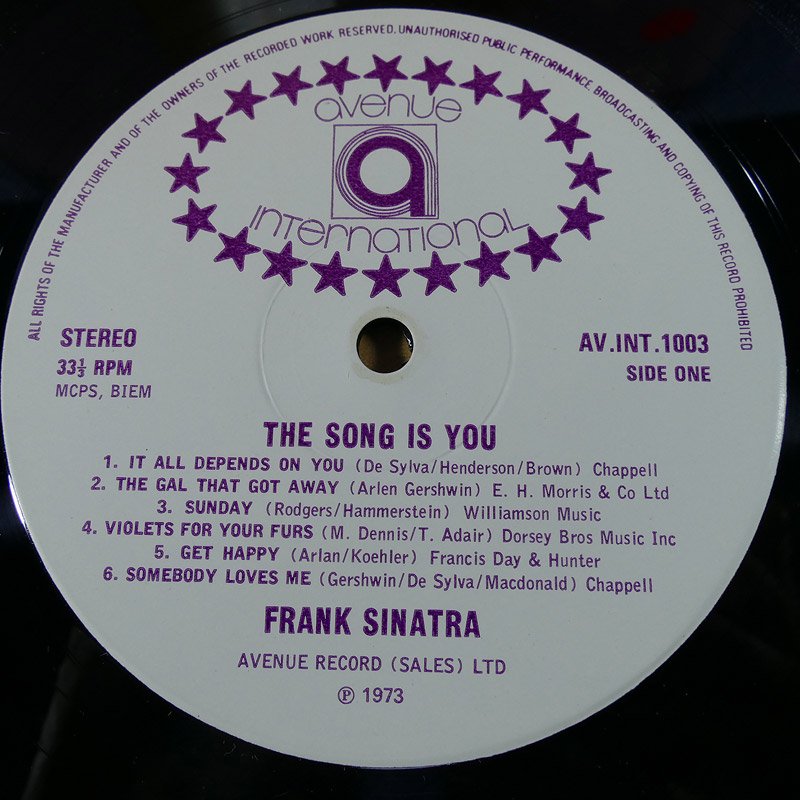 ALL RIGHTS OF THE MANUFACTURER AND OF THE OWNERS OF THE RECORDED WORK RESERVED. UNAUTHORISED PUBLIC PERFORMANCE, BROADCASTING AND COPYING OF THIS RECORD PROHIBITED
avenue
a
INTERNATIONAL
STEREO
33⅓ RPM
MCPS, BIEM
AV.INT.1003
SIDE ONE
THE SONG IS YOU
1. IT ALL DEPENDS ON YOU (De Sylva/Henderson/Brown) Chappell
2. THE GAL THAT GOT AWAY (Arlen Gershwin) E. H. Morris & Co Ltd
3. SUNDAY (Rodgers/Hammerstein) Williamson Music
4. VIOLETS FOR YOUR FURS (M. Dennis/T. Adair) Dorsey Bros Music Inc
5. GET HAPPY (Arlan/Koehler) Francis Day & Hunter
6. SOMEBODY LOVES ME (Gershwin/De Sylva/Macdonald) Chappell
FRANK SINATRA
AVENUE RECORD (SALES) LTD
℗ 1973